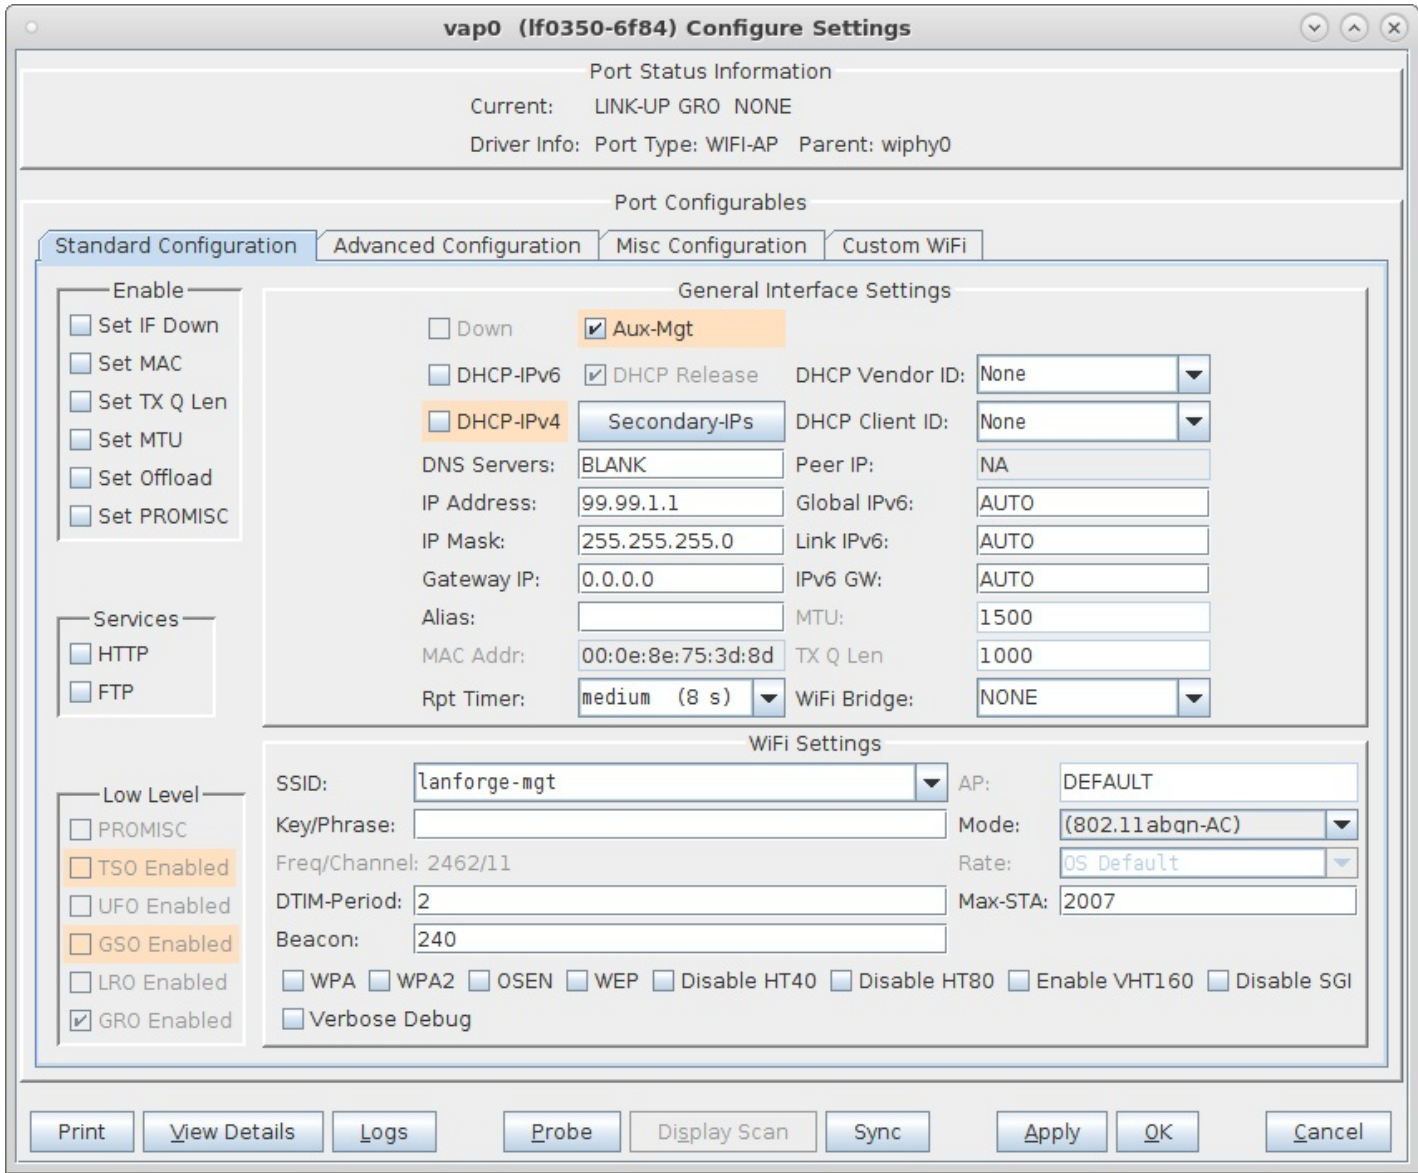 vap0 (lf0350-6f84) Configure Settings
Port Status Information
Current: LINK-UP GRO NONE
Driver Info: Port Type: WIFI-AP Parent: wiphy0
Port Configurables
Standard Configuration Advanced Configuration Misc Configuration Custom WiFi
Enable
Set IF Down
Set MAC
Set TX Q Len
Set MTU
Set Offload
Set PROMISC
Services
HTTP
FTP
Low Level
PROMISC
TSO Enabled
UFO Enabled
GSO Enabled
LRO Enabled
GRO Enabled
General Interface Settings
Down Aux-Mgt
DHCP-IPv6 DHCP Release DHCP Vendor ID: None
DHCP-IPv4 Secondary-IPs DHCP Client ID: None
DNS Servers: BLANK Peer IP: NA
IP Address: 99.99.1.1 Global IPv6: AUTO
IP Mask: 255.255.255.0 Link IPv6: AUTO
Gateway IP: 0.0.0.0 IPv6 GW: AUTO
Alias: MTU: 1500
MAC Addr: 00:0e:8e:75:3d:8d TX Q Len 1000
Rpt Timer: medium (8 s) WiFi Bridge: NONE
WiFi Settings
SSID: lanforge-mgt AP: DEFAULT
Key/Phrase: Mode: (802.11abgn-AC)
Freq/Channel: 2462/11 Rate: OS Default
DTIM-Period: 2 Max-STA: 2007
Beacon: 240
WPA WPA2 OSEN WEP Disable HT40 Disable HT80 Enable VHT160 Disable SGI
Verbose Debug
Print View Details Logs Probe Display Scan Sync Apply OK Cancel